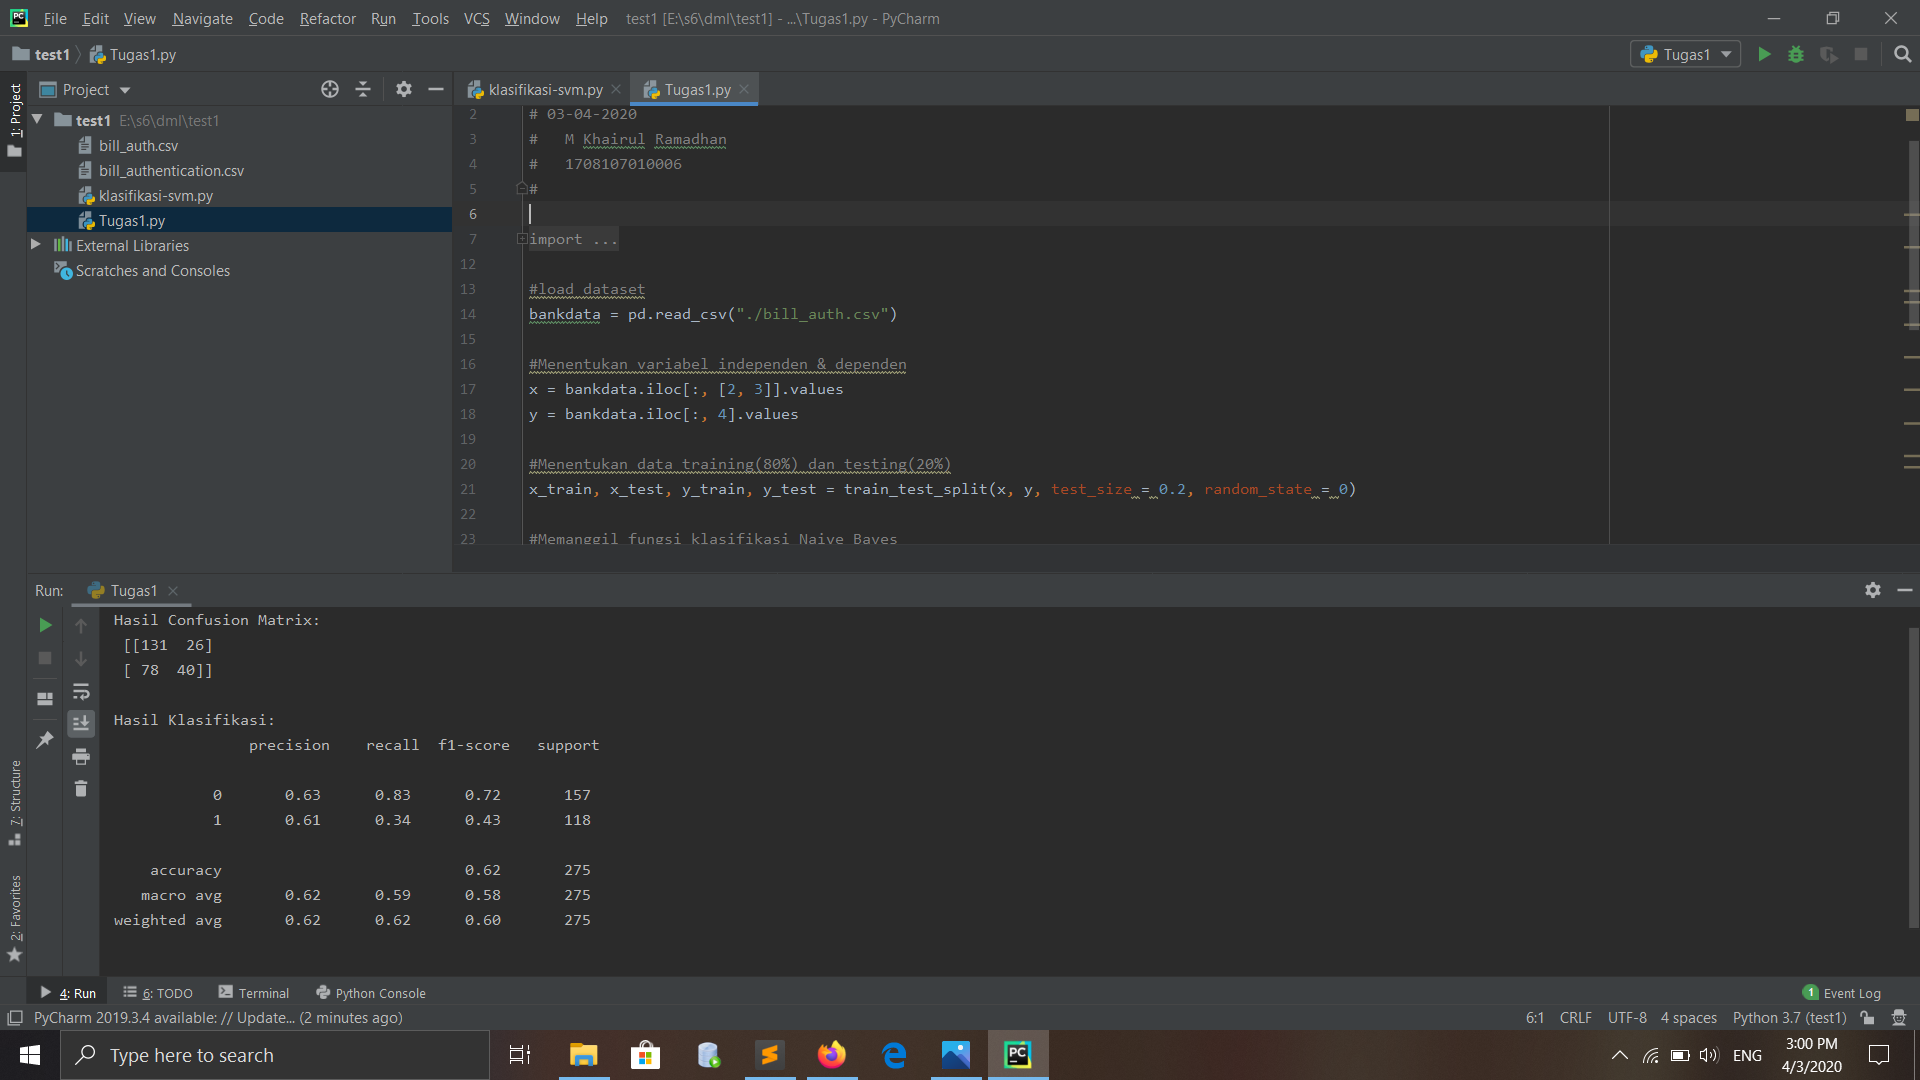 File Edit View Navigate Code Refactor Run Tools VCS Window Help test1 [E:\s6\dml\test1] - ...\Tugas1.py - PyCharm
test1 Tugas1.py
Tugas1
1: Project
Project
test1 E:\s6\dml\test1
bill_auth.csv
bill_authentication.csv
klasifikasi-svm.py
Tugas1.py
External Libraries
Scratches and Consoles
klasifikasi-svm.py Tugas1.py
2 # 03-04-2020
3 #   M Khairul Ramadhan
4 #   1708107010006
5 #
6
7 import ...
12
13 #load dataset
14 bankdata = pd.read_csv("./bill_auth.csv")
15
16 #Menentukan variabel independen & dependen
17 x = bankdata.iloc[:, [2, 3]].values
18 y = bankdata.iloc[:, 4].values
19
20 #Menentukan data training(80%) dan testing(20%)
21 x_train, x_test, y_train, y_test = train_test_split(x, y, test_size = 0.2, random_state = 0)
22
23 #Memanggil fungsi klasifikasi Naive Bayes
Run: Tugas1
Hasil Confusion Matrix:
[[131  26]
[ 78  40]]
Hasil Klasifikasi:
precision recall f1-score support
0 0.63 0.83 0.72 157
1 0.61 0.34 0.43 118
accuracy 0.62 275
macro avg 0.62 0.59 0.58 275
weighted avg 0.62 0.62 0.60 275
7: Structure
2: Favorites
4: Run 6: TODO Terminal Python Console
1 Event Log
PyCharm 2019.3.4 available: // Update... (2 minutes ago)
6:1 CRLF UTF-8 4 spaces Python 3.7 (test1)
Type here to search
PC
ENG
3:00 PM
4/3/2020